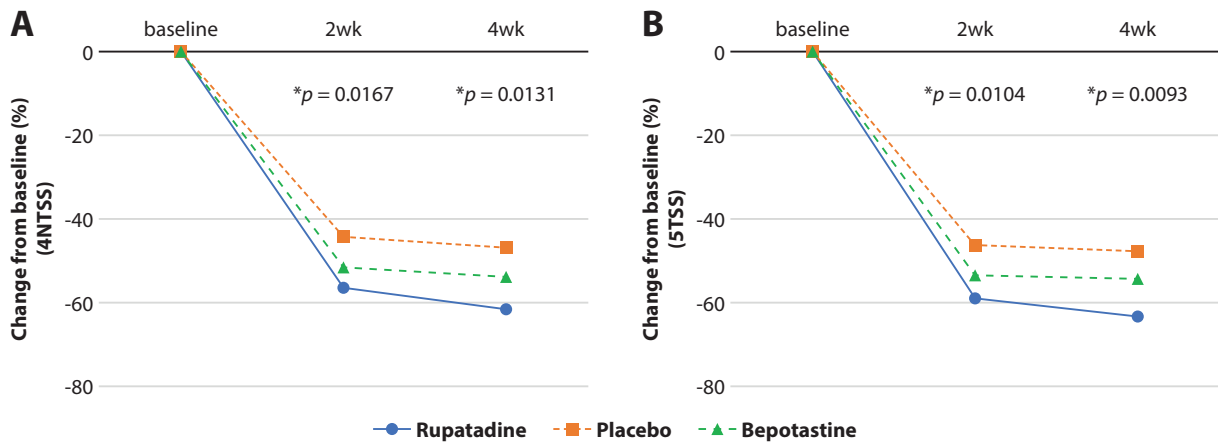 A
baseline 2wk 4wk
0
*p = 0.0167 *p = 0.0131
-20
-40
-60
-80
Change from baseline (%)
(4NTSS)
B
baseline 2wk 4wk
0
*p = 0.0104 *p = 0.0093
-20
-40
-60
-80
Change from baseline (%)
(5TSS)
Rupatadine Placebo Bepotastine